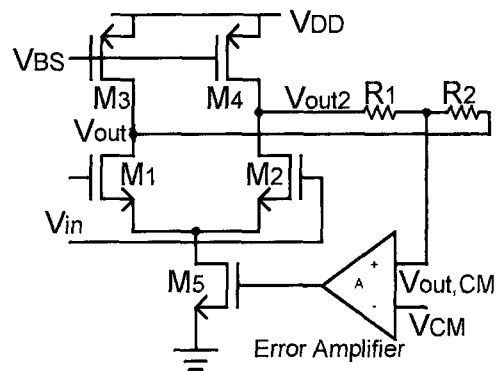 VDD
VBS
M3
M4
Vout2
R1
R2
Vout
M1
M2
Vin
M5
A
+
-
Vout,CM
VCM
Error Amplifier